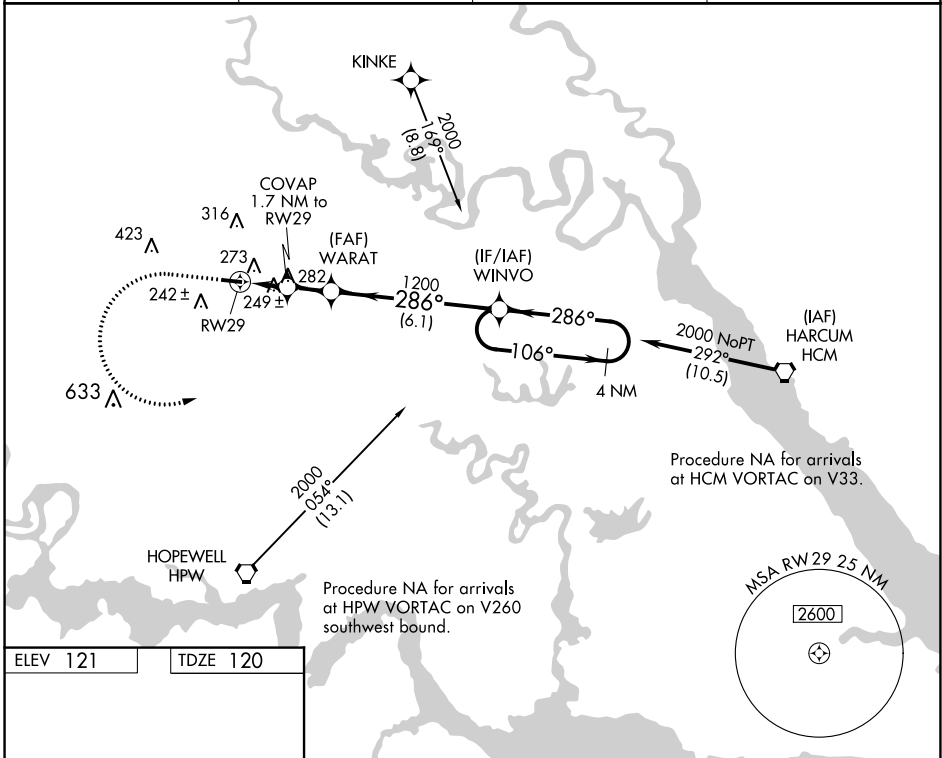 KINKE
2000
169°
(8.8)
COVAP
1.7 NM to
RW29
316
423
(FAF)
WARAT
273
282
(IF/IAF)
WINVO
1200
286°
(6.1)
286°
242 ±
249 ±
RW29
106°
4 NM
2000 NoPT
292°
(10.5)
(IAF)
HARCUM
HCM
633
Procedure NA for arrivals
at HCM VORTAC on V33.
2000
054°
(13.1)
HOPEWELL
HPW
Procedure NA for arrivals
at HPW VORTAC on V260
southwest bound.
MSA RW29 25 NM
2600
ELEV 121
TDZE 120